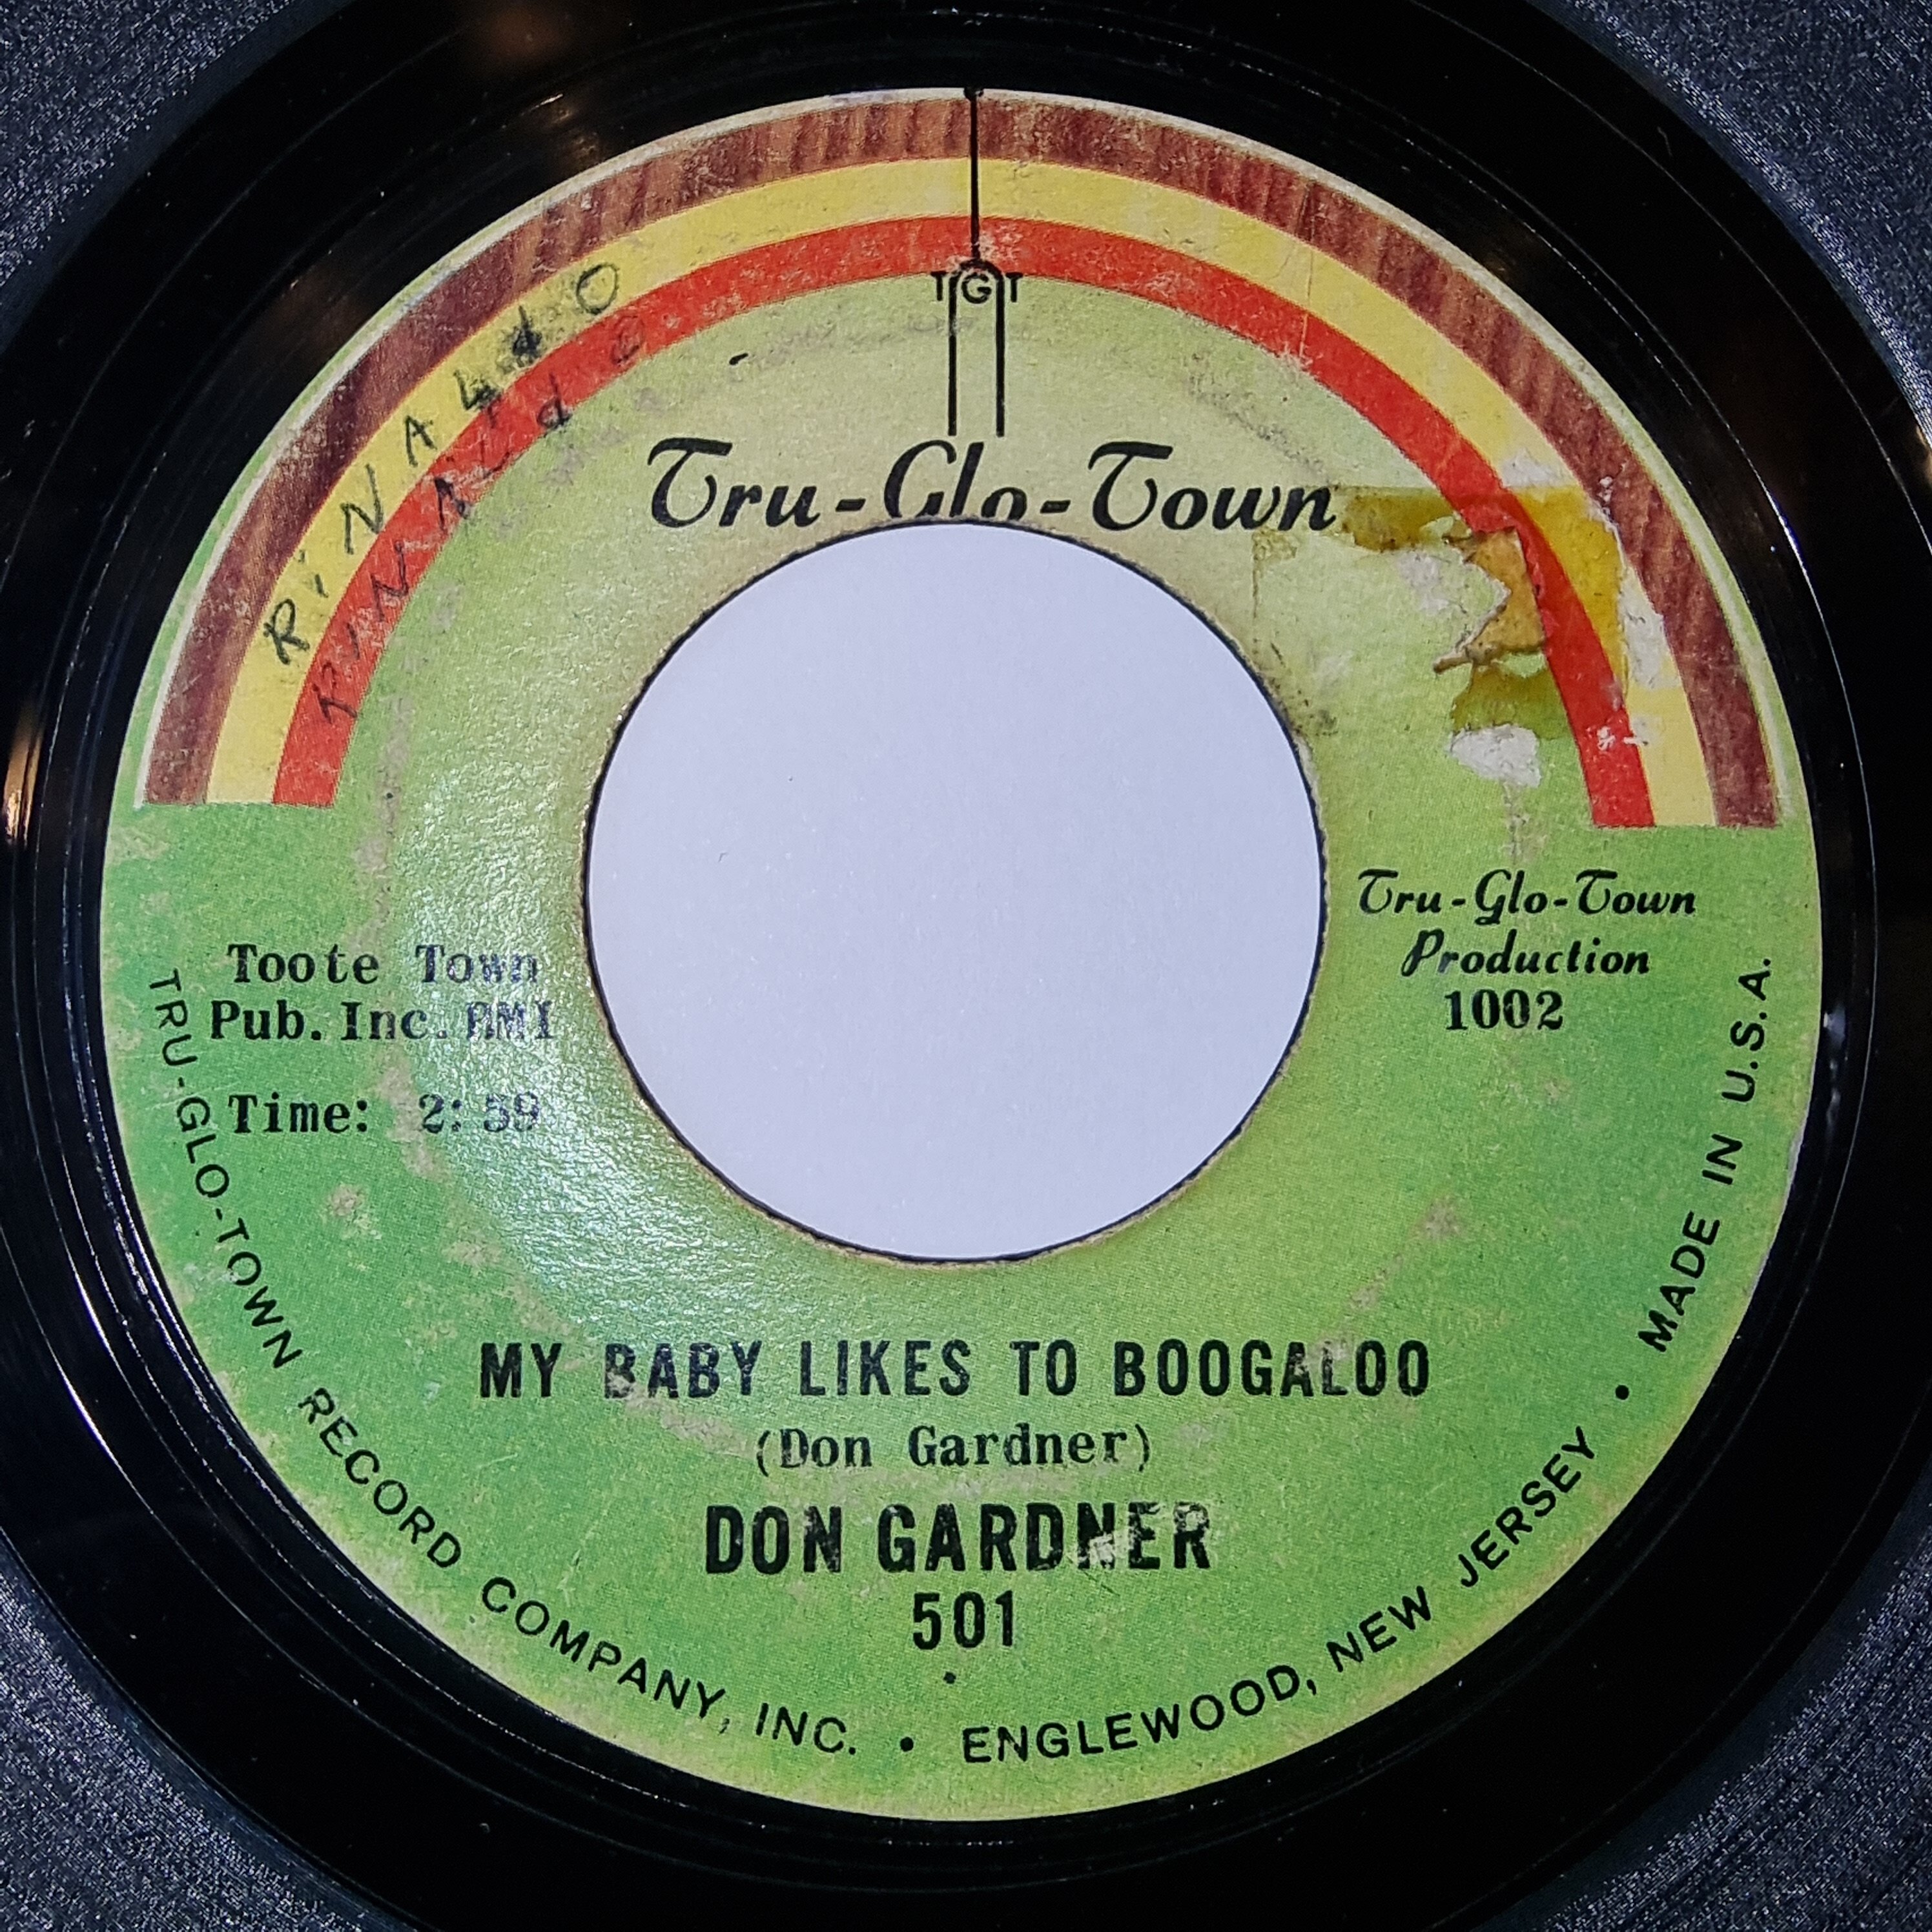 TGT
Tru-Glo-Town
RiNALdO
RiNALdO
Tru-Glo-Town
Production
1002
Toote Town
Pub. Inc. BMI
Time: 2:59
MY BABY LIKES TO BOOGALOO
(Don Gardner)
DON GARDNER
501
TRU-GLO-TOWN RECORD COMPANY, INC. • ENGLEWOOD, NEW JERSEY • MADE IN U.S.A.